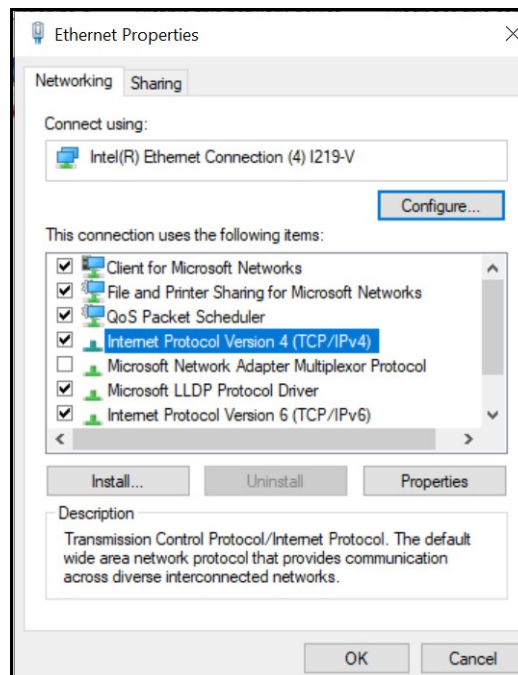 Ethernet Properties
Networking
Sharing
Connect using:
Intel(R) Ethernet Connection (4) I219-V
Configure...
This connection uses the following items:
Client for Microsoft Networks
File and Printer Sharing for Microsoft Networks
QoS Packet Scheduler
Internet Protocol Version 4 (TCP/IPv4)
Microsoft Network Adapter Multiplexor Protocol
Microsoft LLDP Protocol Driver
Internet Protocol Version 6 (TCP/IPv6)
Install...
Uninstall
Properties
Description
Transmission Control Protocol/Internet Protocol. The default
wide area network protocol that provides communication
across diverse interconnected networks.
OK
Cancel